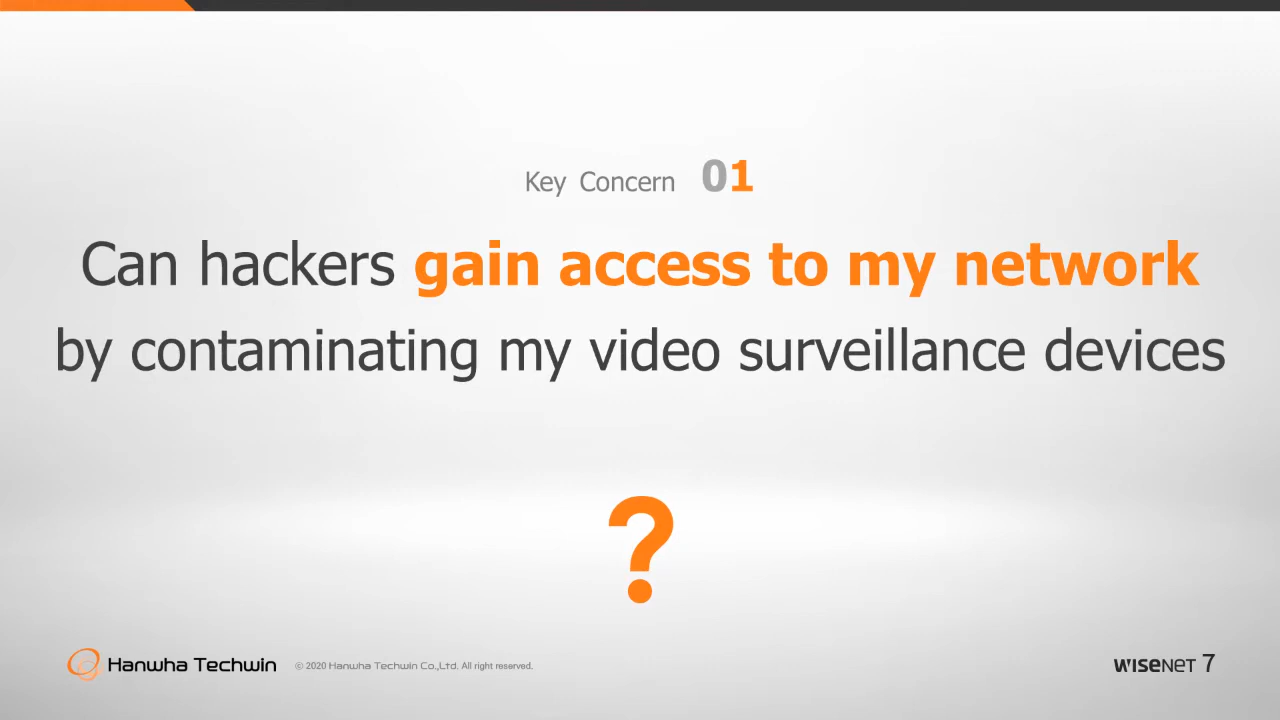 Key Concern 01
Can hackers gain access to my network
by contaminating my video surveillance devices
?
Hanwha Techwin © 2020 Hanwha Techwin Co.,Ltd. All right reserved. WISENET 7